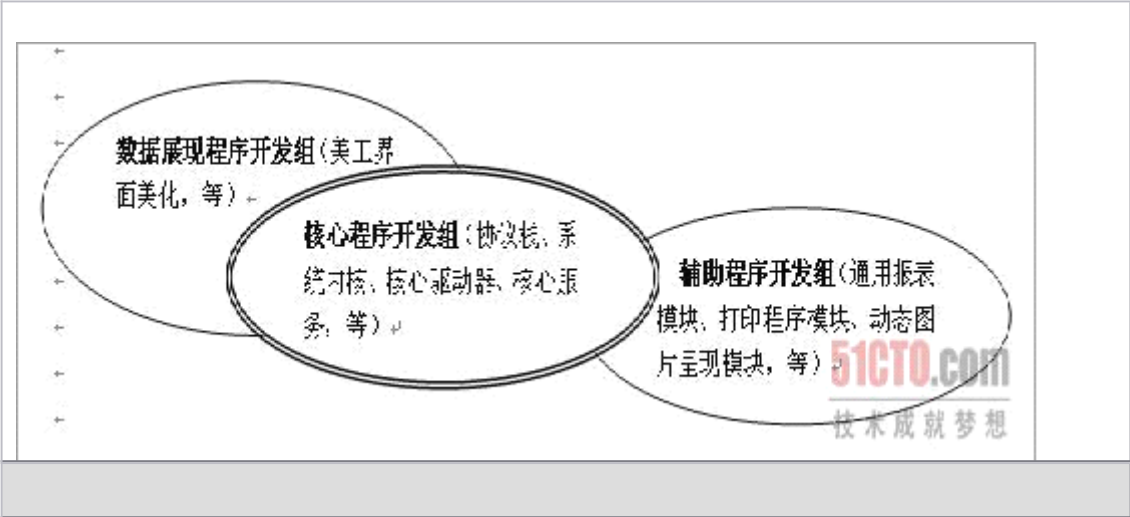 数据展现程序开发组（美工界
面美化，等）
核心程序开发组（协议栈、系
统内核、核心驱动器、核心服
务，等）
辅助程序开发组（通用报表
模块、打印程序模块、动态图
片呈现模块，等）
51CTO.com
技术成就梦想